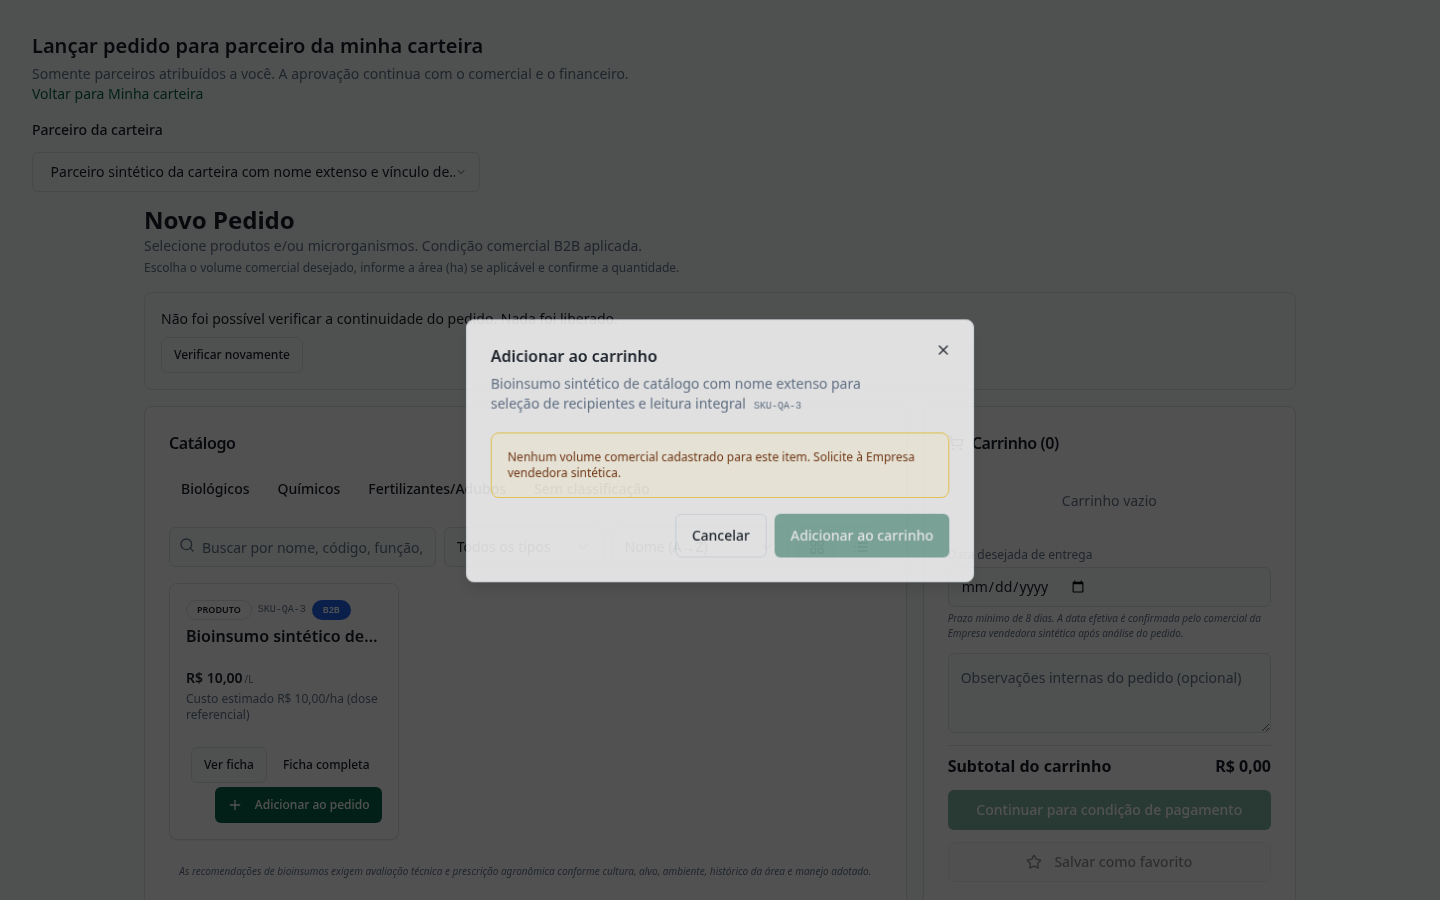 Lançar pedido para parceiro da minha carteira
Somente parceiros atribuídos a você. A aprovação continua com o comercial e o financeiro.
Voltar para Minha carteira
Parceiro da carteira
Parceiro sintético da carteira com nome extenso e vínculo de..
Novo Pedido
Selecione produtos e/ou microrganismos. Condição comercial B2B aplicada.
Escolha o volume comercial desejado, informe a área (ha) se aplicável e confirme a quantidade.
Não foi possível verificar a continuidade do pedido. Nada foi liberado.
Verificar novamente
Adicionar ao carrinho
Bioinsumo sintético de catálogo com nome extenso para
seleção de recipientes e leitura integral SKU-QA-3
Nenhum volume comercial cadastrado para este item. Solicite à Empresa
vendedora sintética.
Cancelar
Adicionar ao carrinho
Catálogo
Biológicos Químicos Fertilizantes/Adubos Sem classificação
Buscar por nome, código, função,
Todos os tipos
Nome (A–Z)
PRODUTO SKU-QA-3 B2B
Bioinsumo sintético de...
R$ 10,00 /L
Custo estimado R$ 10,00/ha (dose
referencial)
Ver ficha
Ficha completa
Adicionar ao pedido
As recomendações de bioinsumos exigem avaliação técnica e prescrição agronômica conforme cultura, alvo, ambiente, histórico da área e manejo adotado.
Carrinho (0)
Carrinho vazio
desejada de entrega
mm/dd/yyyy
Prazo mínimo de 8 dias. A data efetiva é confirmada pelo comercial da
Empresa vendedora sintética após análise do pedido.
Observações internas do pedido (opcional)
Subtotal do carrinho R$ 0,00
Continuar para condição de pagamento
Salvar como favorito